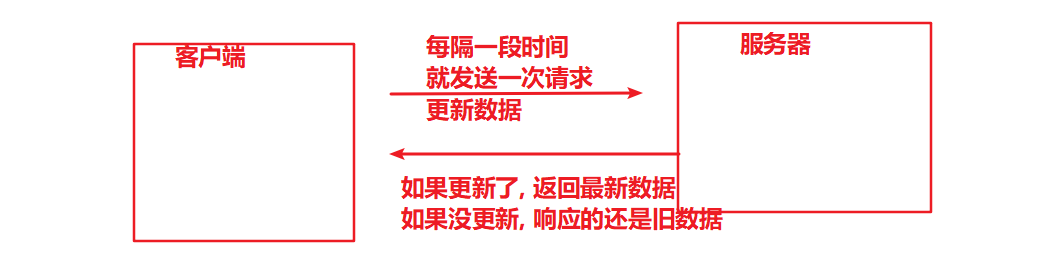 客户端
每隔一段时间
就发送一次请求
更新数据
服务器
如果更新了, 返回最新数据
如果没更新, 响应的还是旧数据